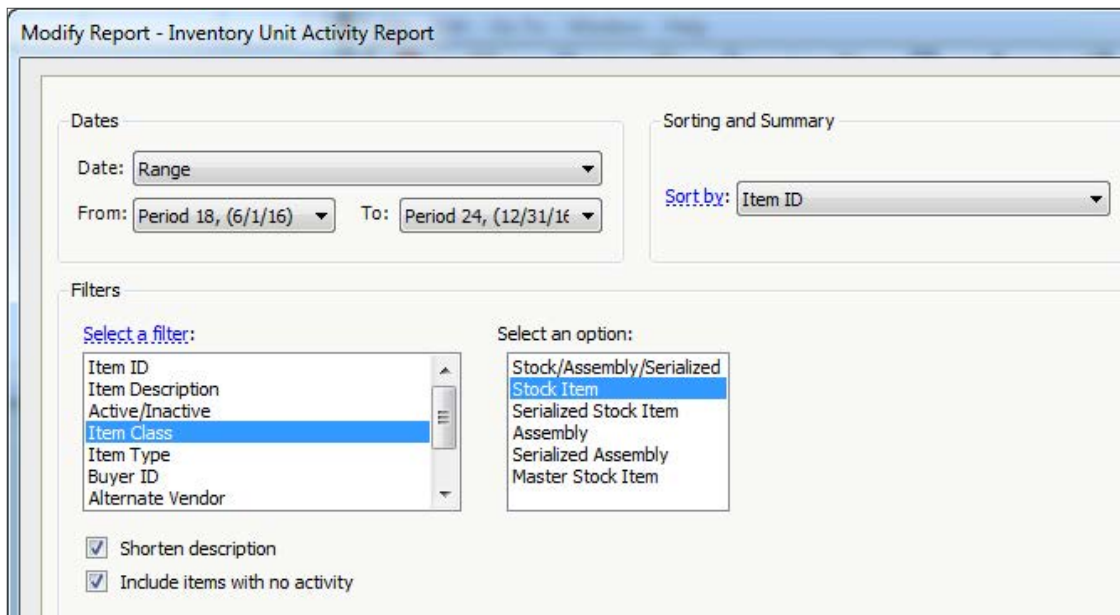 Modify Report - Inventory Unit Activity Report
Dates
Date: Range
From: Period 18, (6/1/16) To: Period 24, (12/31/16
Sorting and Summary
Sort by: Item ID
Filters
Select a filter:
Item ID
Item Description
Active/Inactive
Item Class
Item Type
Buyer ID
Alternate Vendor
Select an option:
Stock/Assembly/Serialized
Stock Item
Serialized Stock Item
Assembly
Serialized Assembly
Master Stock Item
Shorten description
Include items with no activity